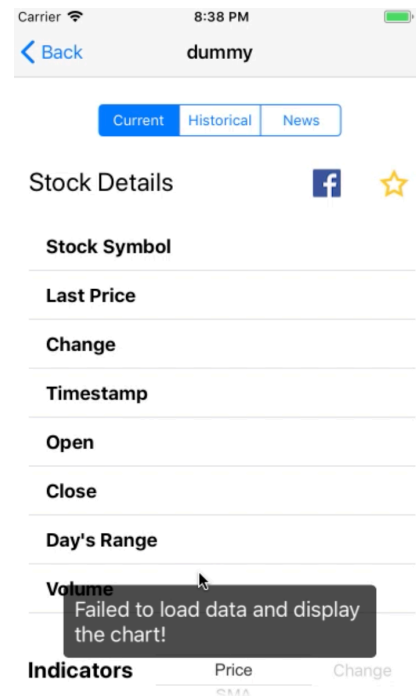 Carrier 8:38 PM
Back dummy
Current Historical News
Stock Details
Stock Symbol
Last Price
Change
Timestamp
Open
Close
Day's Range
Volume
Failed to load data and display
the chart!
Indicators Price Change
SMA